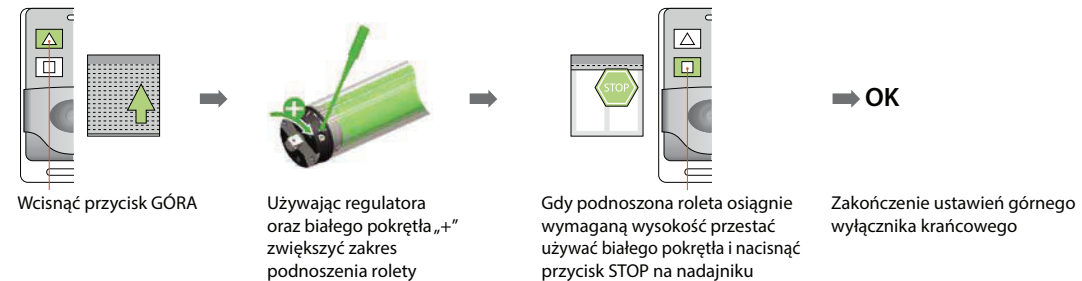 STOP
OK
Wcisnąć przycisk GÓRA
Używając regulatora
oraz białego pokrętła „+”
zwiększyć zakres
podnoszenia rolety
Gdy podnoszona roleta osiągnie
wymaganą wysokość przestać
używać białego pokrętła i nacisnąć
przycisk STOP na nadajniku
Zakończenie ustawień górnego
wyłącznika krańcowego